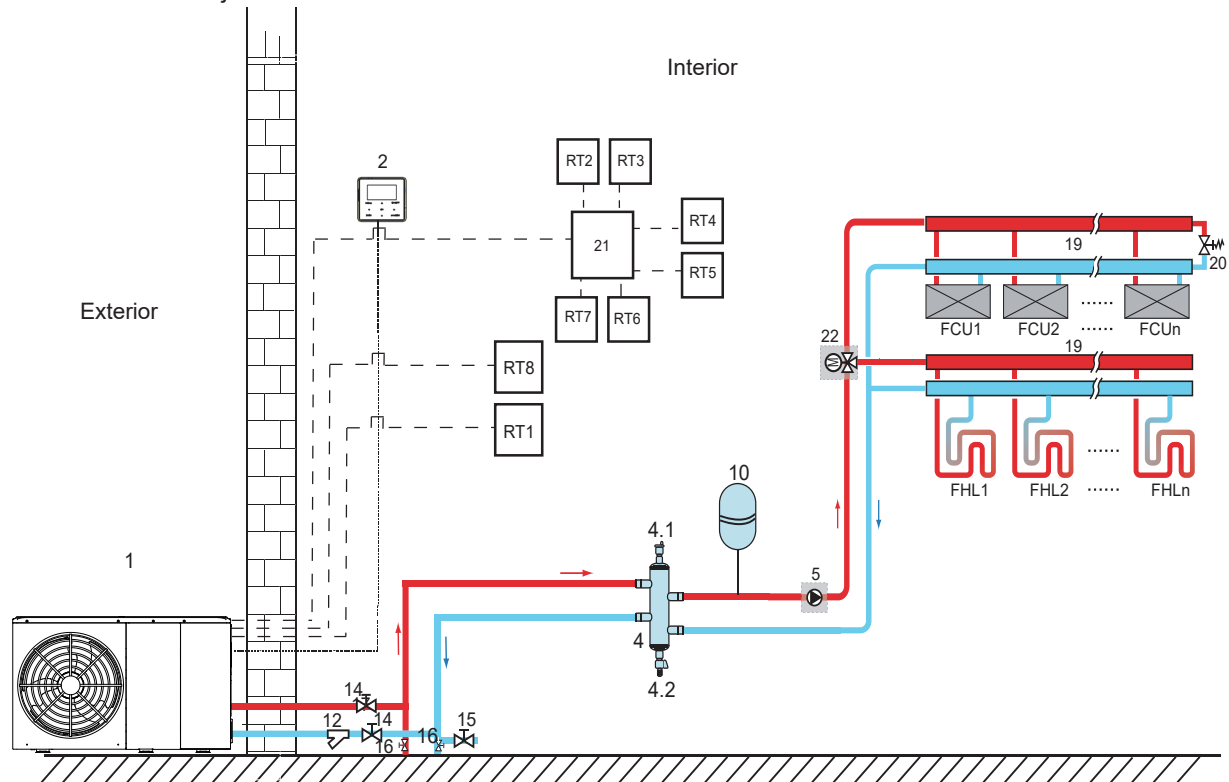 Interior
Exterior
2
RT2
RT3
RT4
21
RT5
RT7
RT6
RT8
RT1
19
20
FCU1
FCU2
......
......
FCUn
22
19
FHL1
FHL2
......
......
FHLn
10
4.1
5
4
4.2
1
14
12
14
16
16
15